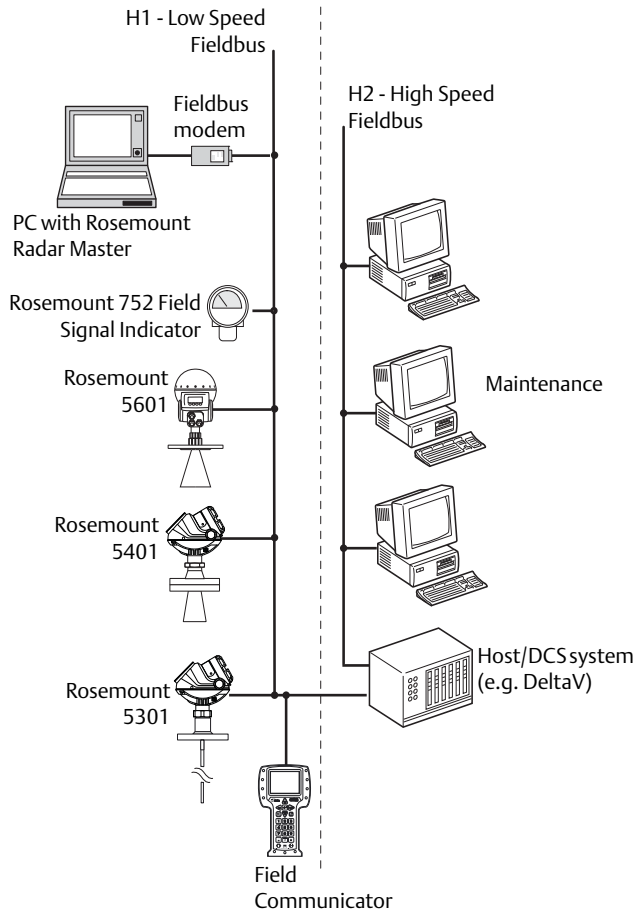 H1 - Low Speed
Fieldbus
H2 - High Speed
Fieldbus
Fieldbus
modem
PC with Rosemount
Radar Master
Rosemount 752 Field
Signal Indicator
Rosemount
5601
Maintenance
Rosemount
5401
Host/DCS system
(e.g. DeltaV)
Rosemount
5301
Field
Communicator